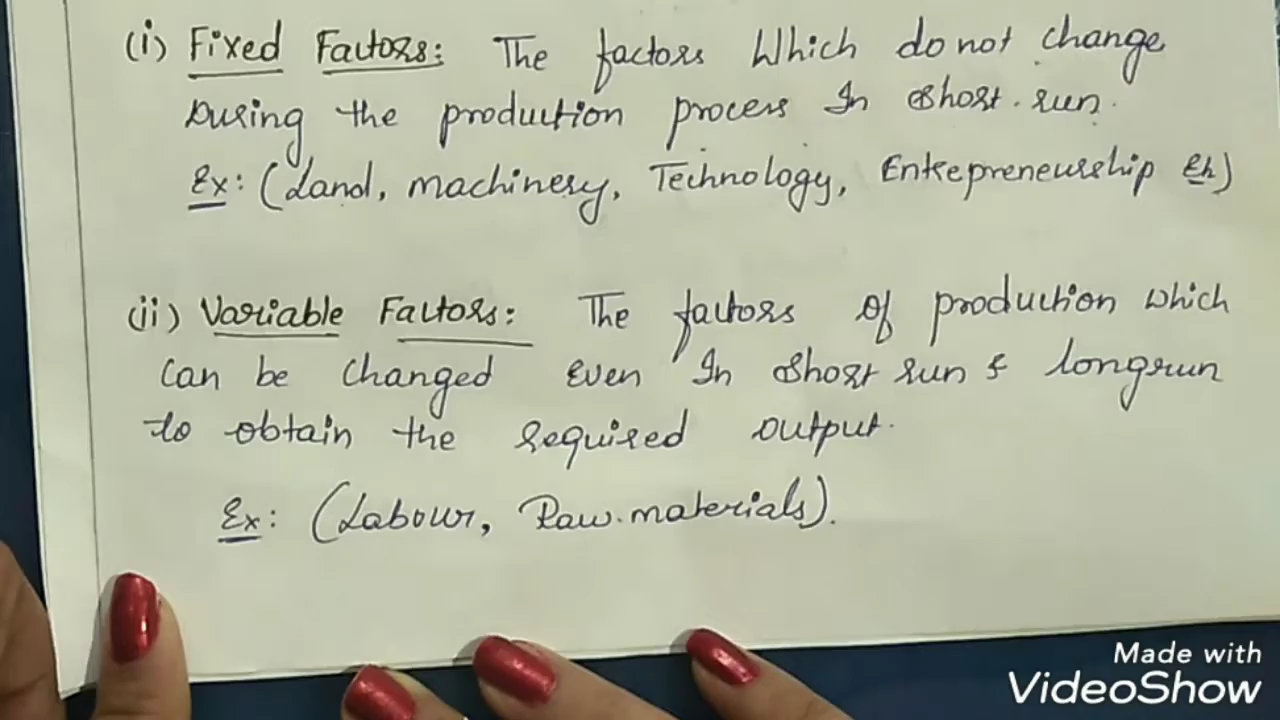 (i) Fixed Factors: The factors Which do not change
During the production process In Short-run.
Ex: (Land, machinery, Technology, Entrepreneurship Etc)
(ii) Variable Factors: The factors Of production which
can be changed Even In Short run & longrun
to obtain the required output.
Ex: (Labour, Raw-materials).
Made with
VideoShow